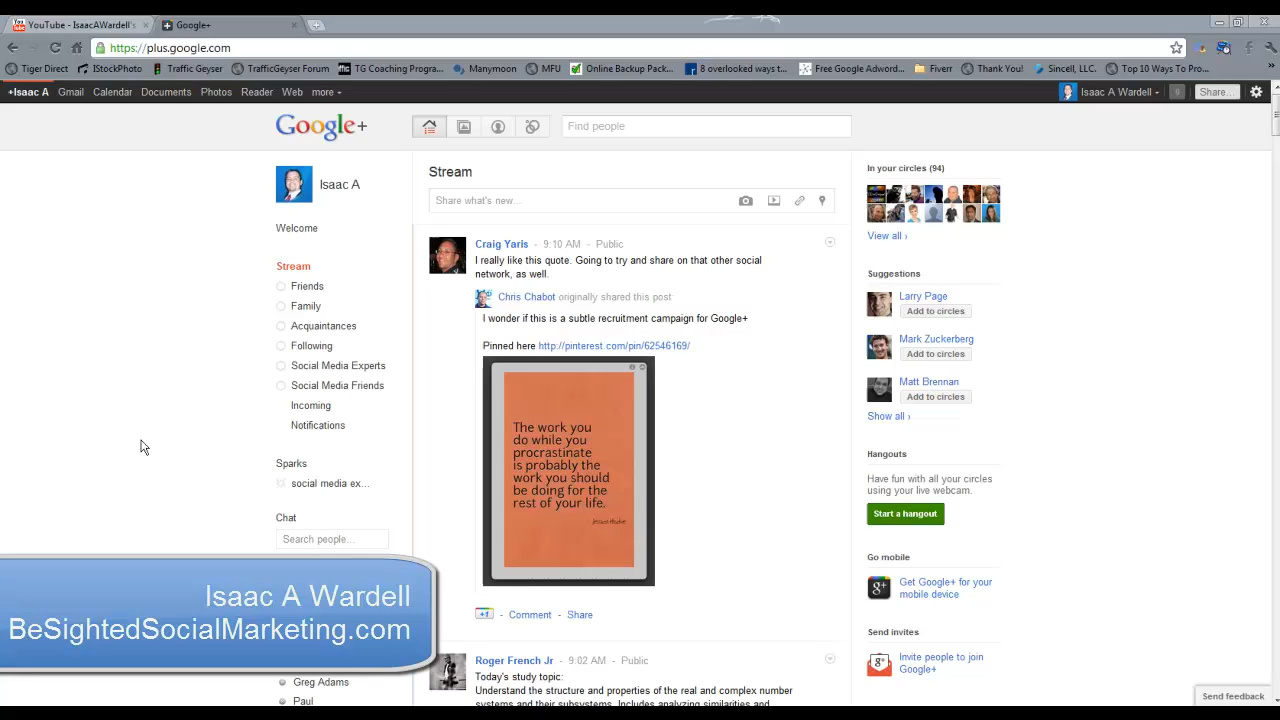 YouTube - IsaacAWardell's
Google+
https://plus.google.com
Tiger Direct
iStockPhoto
Traffic Geyser
TrafficGeyser Forum
TG Coaching Progra...
Manymoon
MFU
Online Backup Pack...
8 overlooked ways t...
Free Google Adword...
Fiverr
Thank You!
Sincell, LLC.
Top 10 Ways To Pro...
+Isaac A Gmail Calendar Documents Photos Reader Web more
Isaac A Wardell
0
Share...
Google+
Find people
Isaac A
Welcome
Stream
Friends
Family
Acquaintances
Following
Social Media Experts
Social Media Friends
Incoming
Notifications
Sparks
social media ex...
Chat
Search people...
Isaac A Wardell
BeSightedSocialMarketing.com
Greg Adams
Paul
Stream
Share what's new...
Craig Yaris - 9:10 AM - Public
I really like this quote. Going to try and share on that other social
network, as well.
Chris Chabot originally shared this post:
I wonder if this is a subtle recruitment campaign for Google+
Pinned here http://pinterest.com/pin/62546169/
The work you
do while you
procrastinate
is probably the
work you should
be doing for the
rest of your life.
+1 - Comment - Share
Roger French Jr - 9:02 AM - Public
Today's study topic:
Understand the structure and properties of the real and complex number
systems and their subsystems. Includes analyzing similarities and
In your circles (94)
View all ›
Suggestions
Larry Page
Add to circles
Mark Zuckerberg
Add to circles
Matt Brennan
Add to circles
Show all ›
Hangouts
Have fun with all your circles
using your live webcam.
Start a hangout
Go mobile
g+
Get Google+ for your
mobile device
Send invites
g+
Invite people to join
Google+
Send feedback